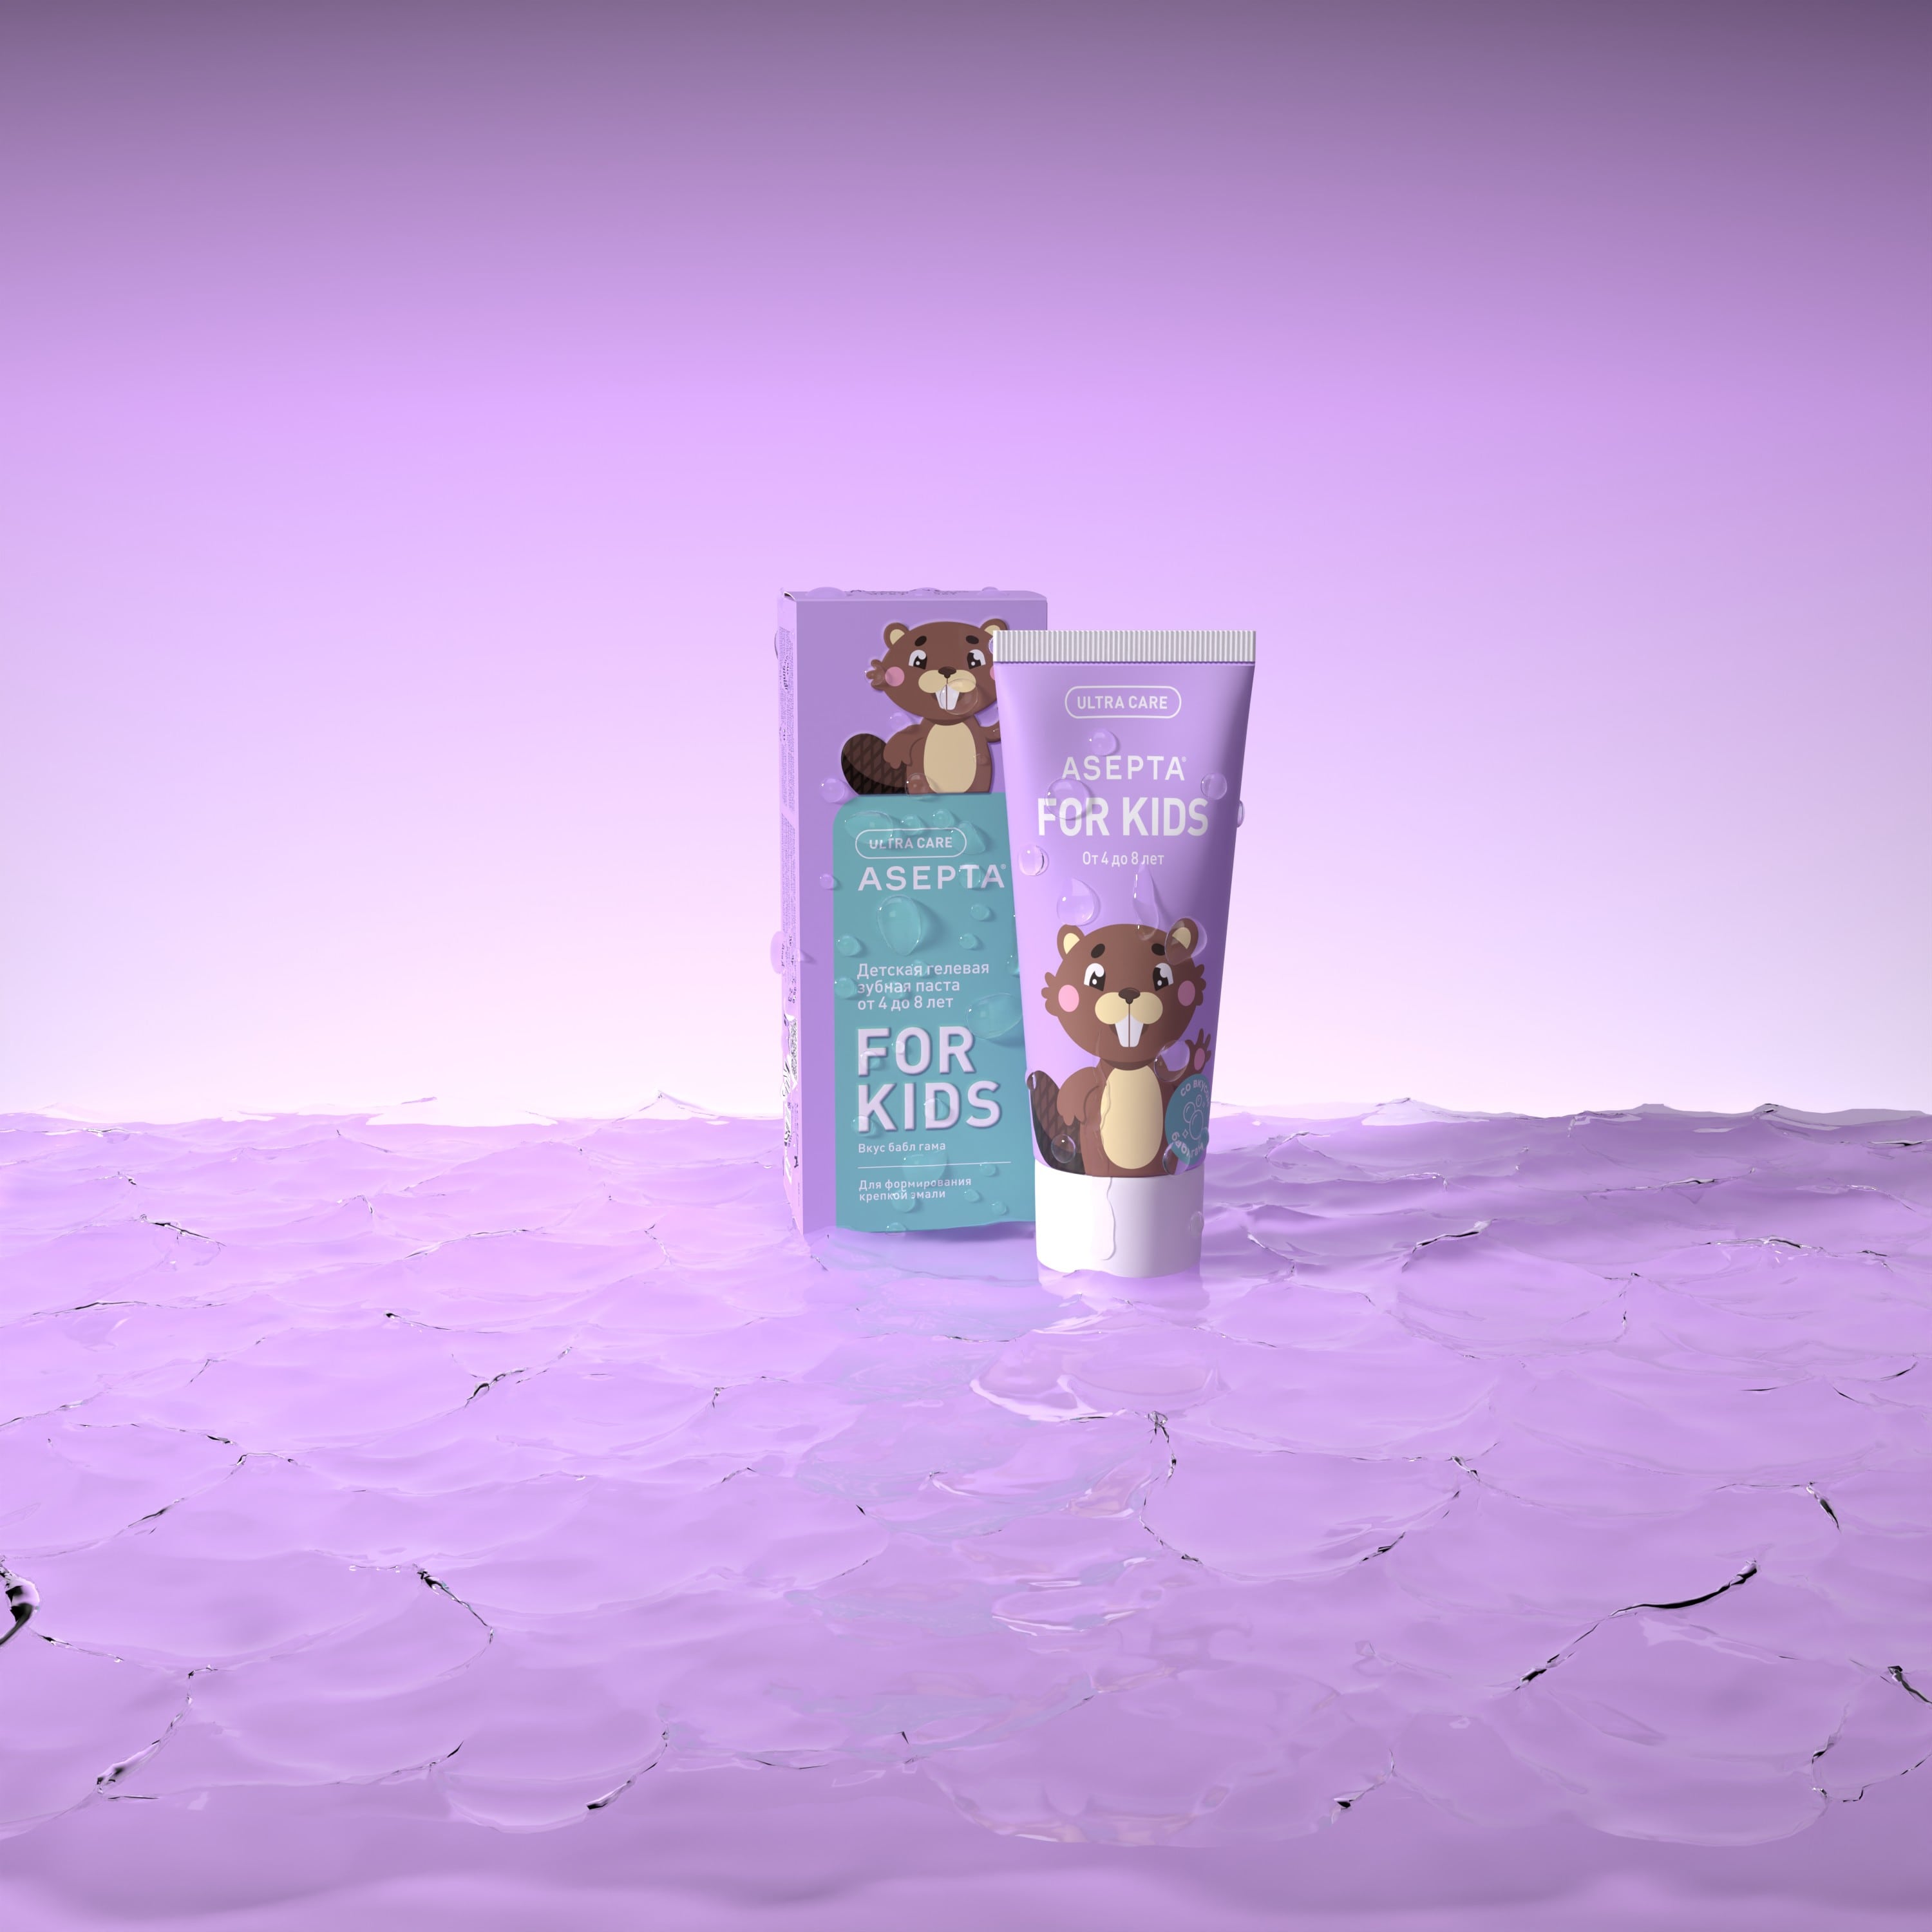 ULTRA CARE
ASEPTA®
Детская гелевая
зубная паста
от 4 до 8 лет
FOR
KIDS
Вкус бабл гама
Для формирования
крепкой эмали
ULTRA CARE
ASEPTA®
FOR KIDS
От 4 до 8 лет